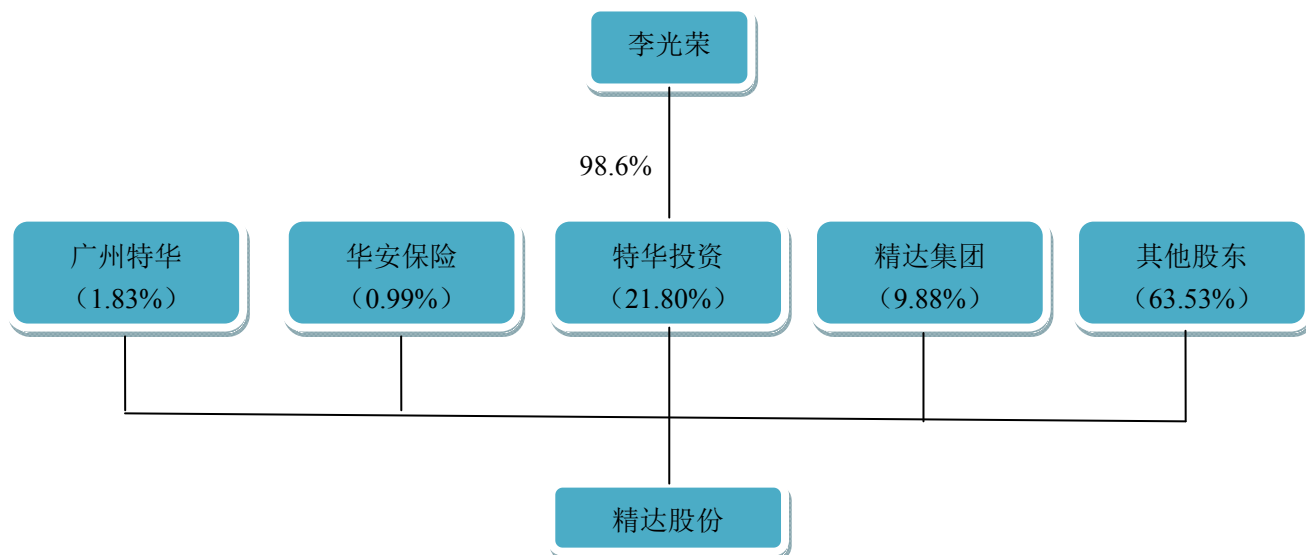 李光荣
98.6%
广州特华
（1.83%）
华安保险
（0.99%）
特华投资
（21.80%）
精达集团
（9.88%）
其他股东
（63.53%）
精达股份